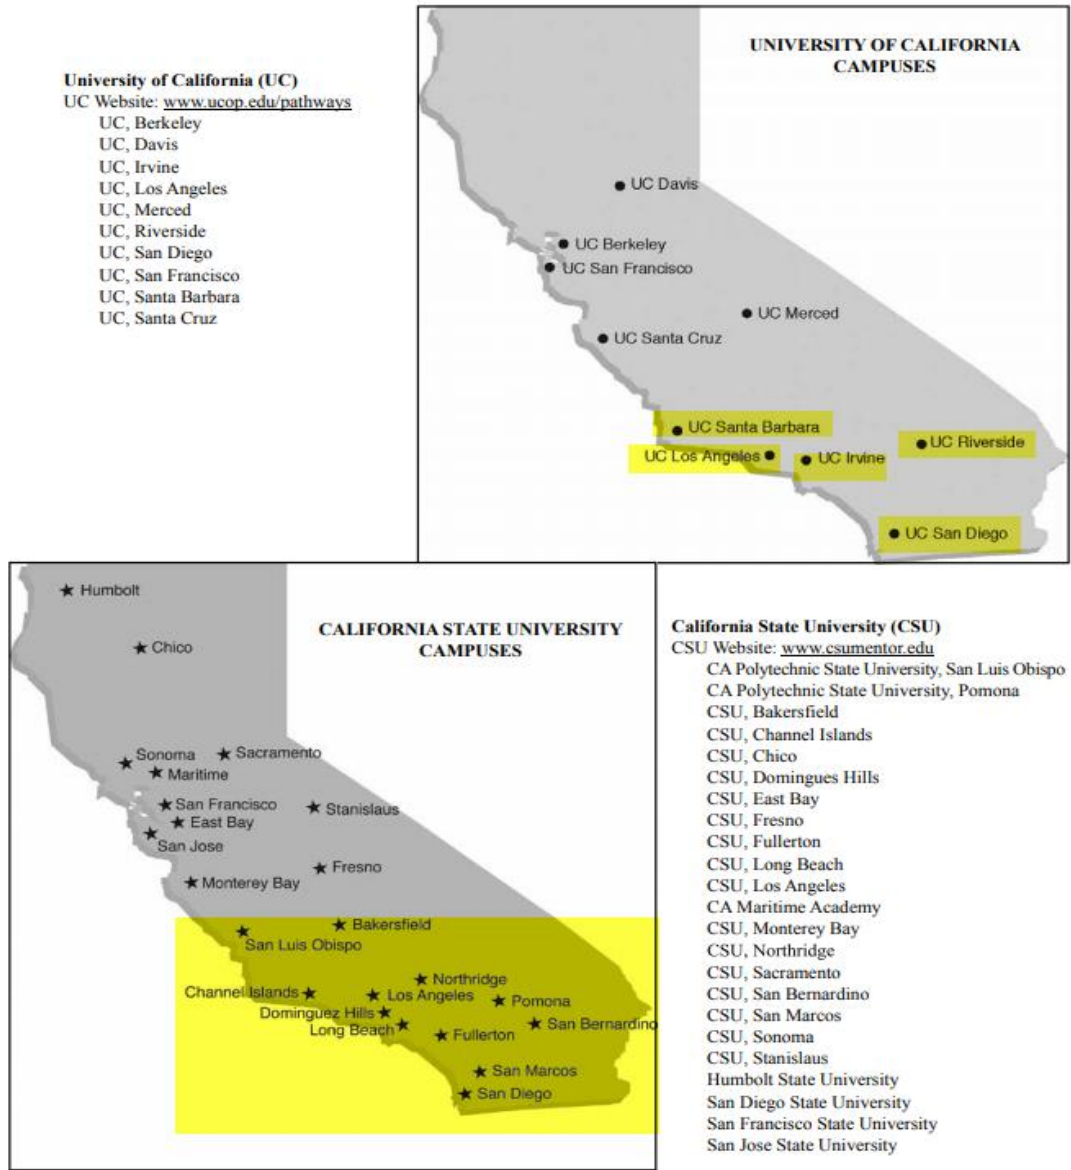 University of California (UC)
UC Website: www.ucop.edu/pathways
UC, Berkeley
UC, Davis
UC, Irvine
UC, Los Angeles
UC, Merced
UC, Riverside
UC, San Diego
UC, San Francisco
UC, Santa Barbara
UC, Santa Cruz
UNIVERSITY OF CALIFORNIA
CAMPUSES
UC Davis
UC Berkeley
UC San Francisco
UC Merced
UC Santa Cruz
UC Santa Barbara
UC Riverside
UC Los Angeles
UC Irvine
UC San Diego
CALIFORNIA STATE UNIVERSITY
CAMPUSES
Humbolt
Chico
Sonoma
Sacramento
Maritime
San Francisco
Stanislaus
East Bay
San Jose
Fresno
Monterey Bay
Bakersfield
San Luis Obispo
Northridge
Channel Islands
Los Angeles
Pomona
Dominguez Hills
Long Beach
San Bernardino
Fullerton
San Marcos
San Diego
California State University (CSU)
CSU Website: www.csumentor.edu
CA Polytechnic State University, San Luis Obispo
CA Polytechnic State University, Pomona
CSU, Bakersfield
CSU, Channel Islands
CSU, Chico
CSU, Domingues Hills
CSU, East Bay
CSU, Fresno
CSU, Fullerton
CSU, Long Beach
CSU, Los Angeles
CA Maritime Academy
CSU, Monterey Bay
CSU, Northridge
CSU, Sacramento
CSU, San Bernardino
CSU, San Marcos
CSU, Sonoma
CSU, Stanislaus
Humbolt State University
San Diego State University
San Francisco State University
San Jose State University